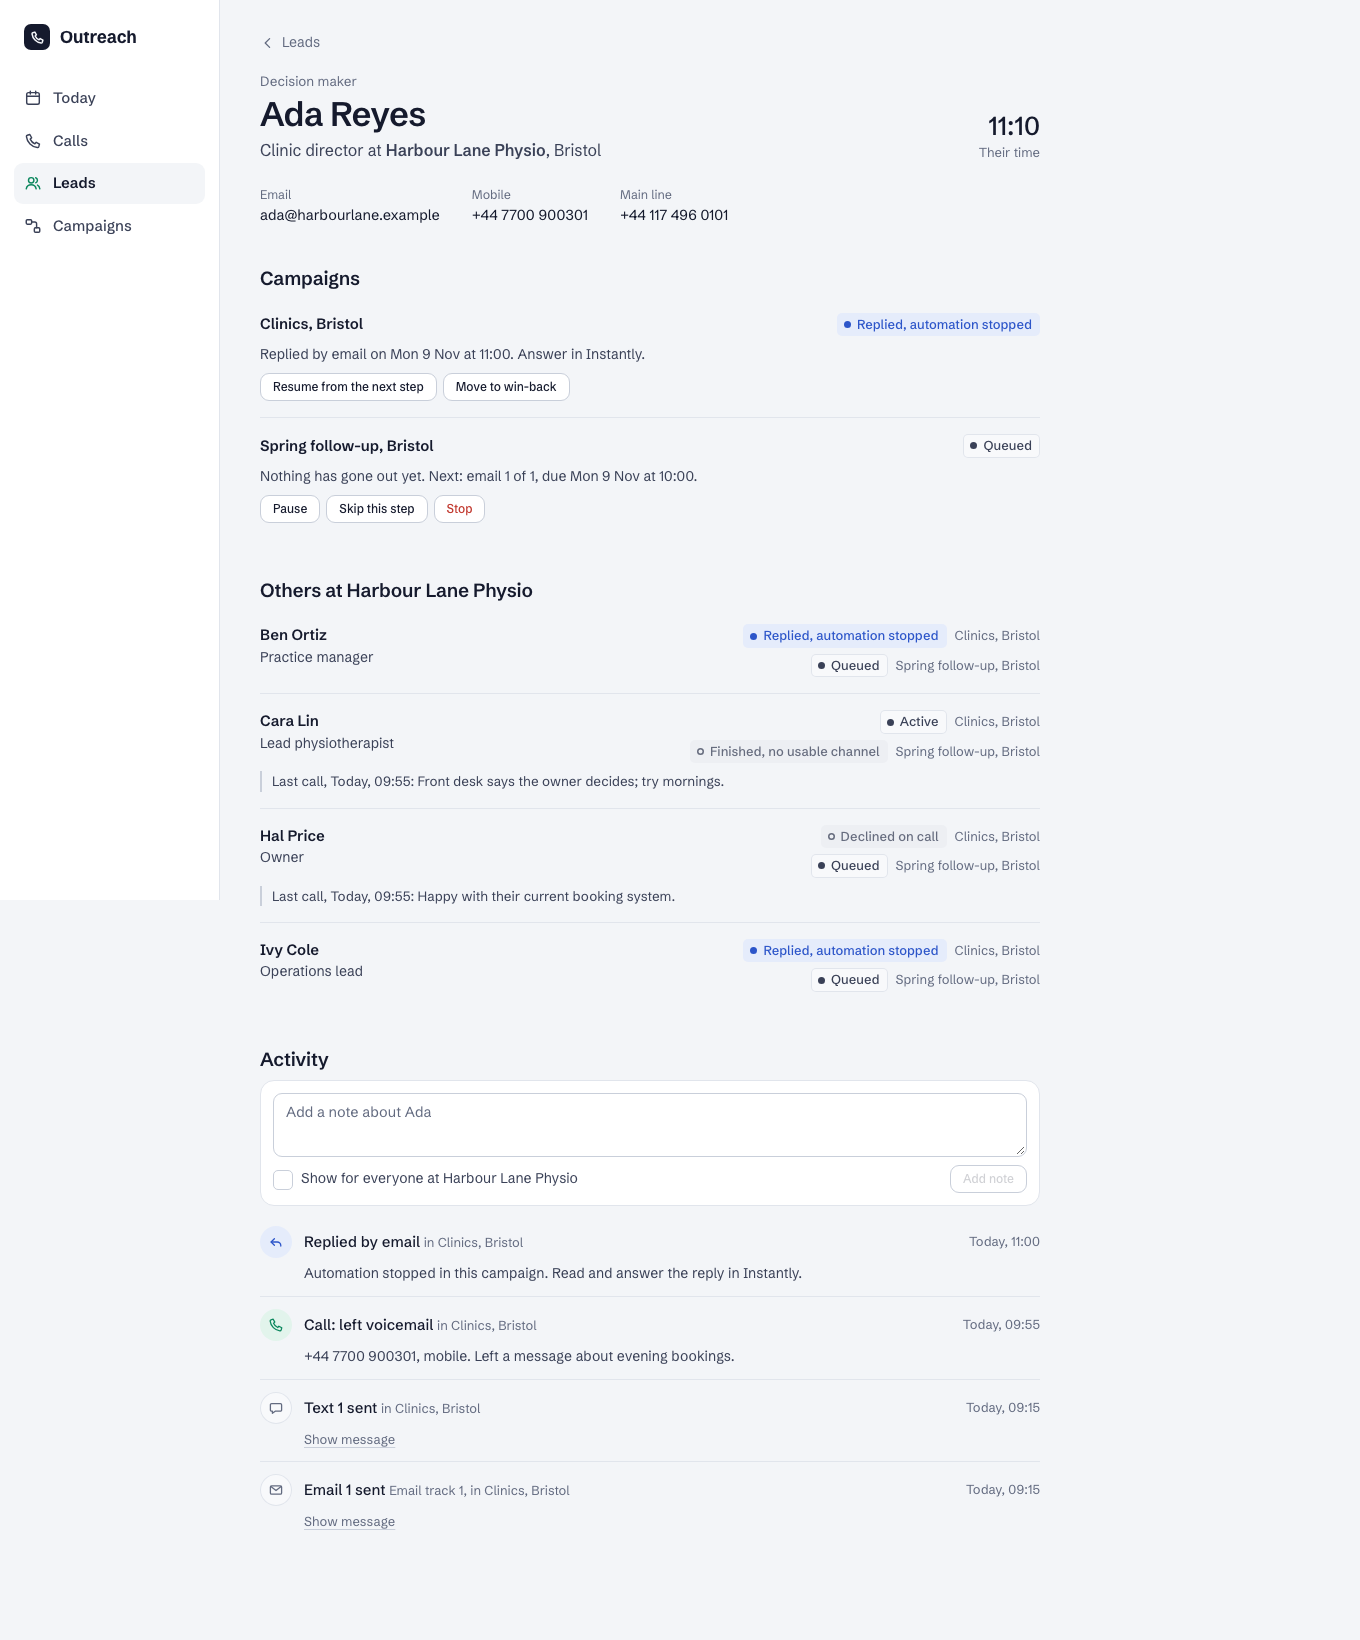 Outreach
Today
Calls
Leads
Campaigns
Leads
Decision maker
Ada Reyes
Clinic director at Harbour Lane Physio, Bristol
11:10
Their time
Email
ada@harbourlane.example
Mobile
+44 7700 900301
Main line
+44 117 496 0101
Campaigns
Clinics, Bristol
Replied, automation stopped
Replied by email on Mon 9 Nov at 11:00. Answer in Instantly.
Resume from the next step
Move to win-back
Spring follow-up, Bristol
Queued
Nothing has gone out yet. Next: email 1 of 1, due Mon 9 Nov at 10:00.
Pause
Skip this step
Stop
Others at Harbour Lane Physio
Ben Ortiz
Practice manager
Replied, automation stopped Clinics, Bristol
Queued Spring follow-up, Bristol
Cara Lin
Lead physiotherapist
Active Clinics, Bristol
Finished, no usable channel Spring follow-up, Bristol
Last call, Today, 09:55: Front desk says the owner decides; try mornings.
Hal Price
Owner
Declined on call Clinics, Bristol
Queued Spring follow-up, Bristol
Last call, Today, 09:55: Happy with their current booking system.
Ivy Cole
Operations lead
Replied, automation stopped Clinics, Bristol
Queued Spring follow-up, Bristol
Activity
Add a note about Ada
Show for everyone at Harbour Lane Physio
Add note
Replied by email in Clinics, Bristol
Today, 11:00
Automation stopped in this campaign. Read and answer the reply in Instantly.
Call: left voicemail in Clinics, Bristol
Today, 09:55
+44 7700 900301, mobile. Left a message about evening bookings.
Text 1 sent in Clinics, Bristol
Today, 09:15
Show message
Email 1 sent Email track 1, in Clinics, Bristol
Today, 09:15
Show message